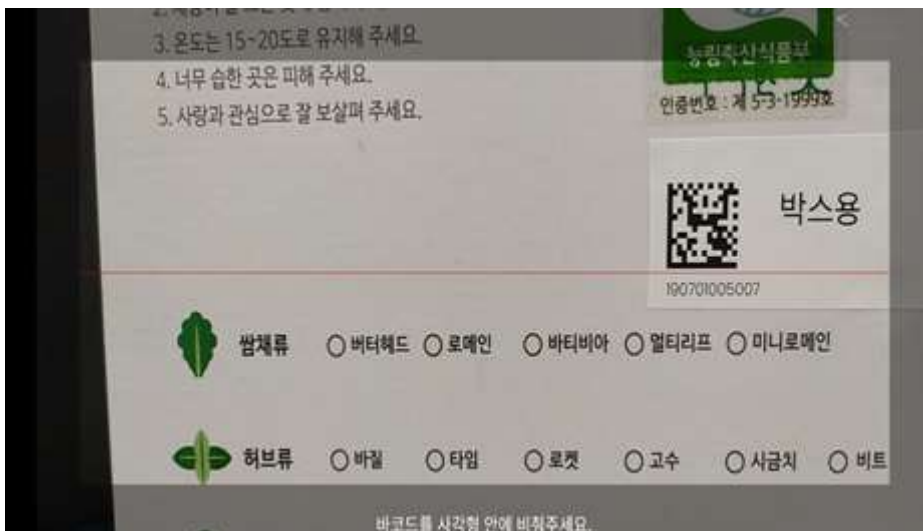 3. 온도는 15~20도로 유지해 주세요.
4. 너무 습한 곳은 피해 주세요.
5. 사랑과 관심으로 잘 보살펴 주세요.
농림축산식품부
인증번호 : 제 5-3-1999호
박스용
190701005007
쌈채류 버터헤드 로메인 바티비아 멀티리프 미니로메인
허브류 바질 타임 로켓 고수 시금치 비트
바코드를 사각형 안에 비춰주세요.